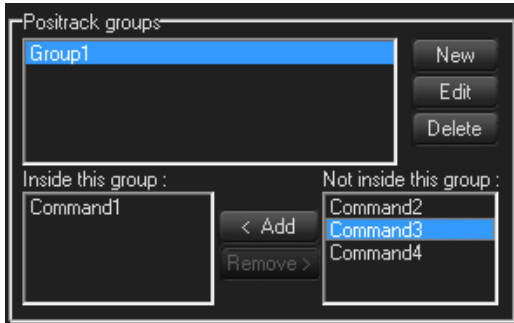 Positrack groups
Group1
New
Edit
Delete
Inside this group :
Not inside this group :
Command1
< Add
Remove >
Command2
Command3
Command4